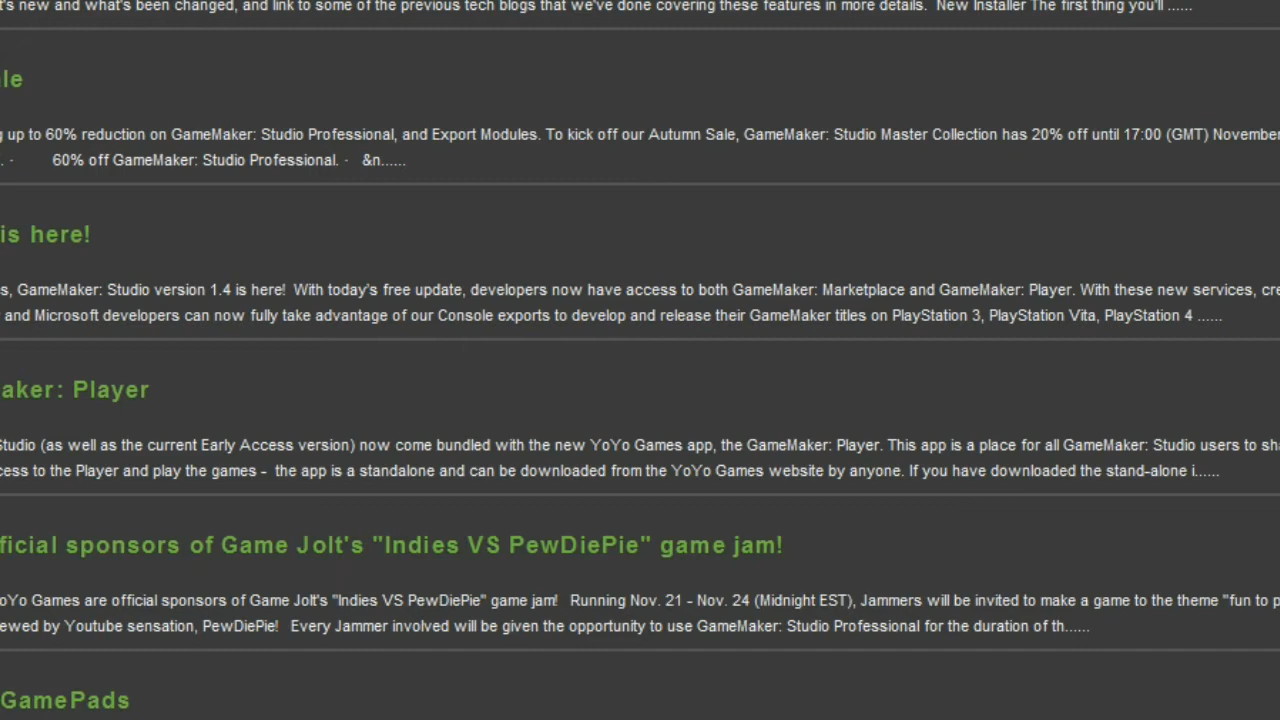 t's new and what's been changed, and link to some of the previous tech blogs that we've done covering these features in more details.  New Installer The first thing you'll ......
le
g up to 60% reduction on GameMaker: Studio Professional, and Export Modules. To kick off our Autumn Sale, GameMaker: Studio Master Collection has 20% off until 17:00 (GMT) November
. ·        60% off GameMaker: Studio Professional. ·   &n......
is here!
s, GameMaker: Studio version 1.4 is here!  With today's free update, developers now have access to both GameMaker: Marketplace and GameMaker: Player. With these new services, cre
and Microsoft developers can now fully take advantage of our Console exports to develop and release their GameMaker titles on PlayStation 3, PlayStation Vita, PlayStation 4 ......
aker: Player
Studio (as well as the current Early Access version) now come bundled with the new YoYo Games app, the GameMaker: Player. This app is a place for all GameMaker: Studio users to sha
cess to the Player and play the games -  the app is a standalone and can be downloaded from the YoYo Games website by anyone. If you have downloaded the stand-alone i......
ficial sponsors of Game Jolt's "Indies VS PewDiePie" game jam!
oYo Games are official sponsors of Game Jolt's "Indies VS PewDiePie" game jam!   Running Nov. 21 - Nov. 24 (Midnight EST), Jammers will be invited to make a game to the theme "fun to p
ewed by Youtube sensation, PewDiePie!   Every Jammer involved will be given the opportunity to use GameMaker: Studio Professional for the duration of th......
GamePads